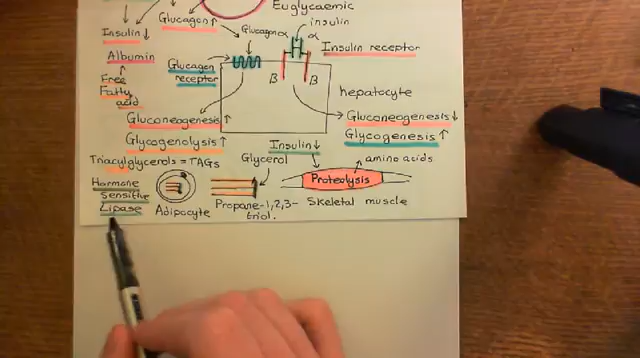 Euglycaemic
Glucagon ↑
insulin
Insulin ↓
Glucagon
α
α
Insulin receptor
Albumin
Glucagon
receptor
β
β
Free
Fatty
acid
hepatocyte
Gluconeogenesis ↑
Gluconeogenesis ↓
Glycogenolysis ↑
Glycogenesis ↑
Insulin ↓
Triacylglycerols = TAGs
Glycerol
amino acids
Hormone
Sensitive
Lipase
Proteolysis
Adipocyte
Propane-1,2,3-
triol.
Skeletal muscle